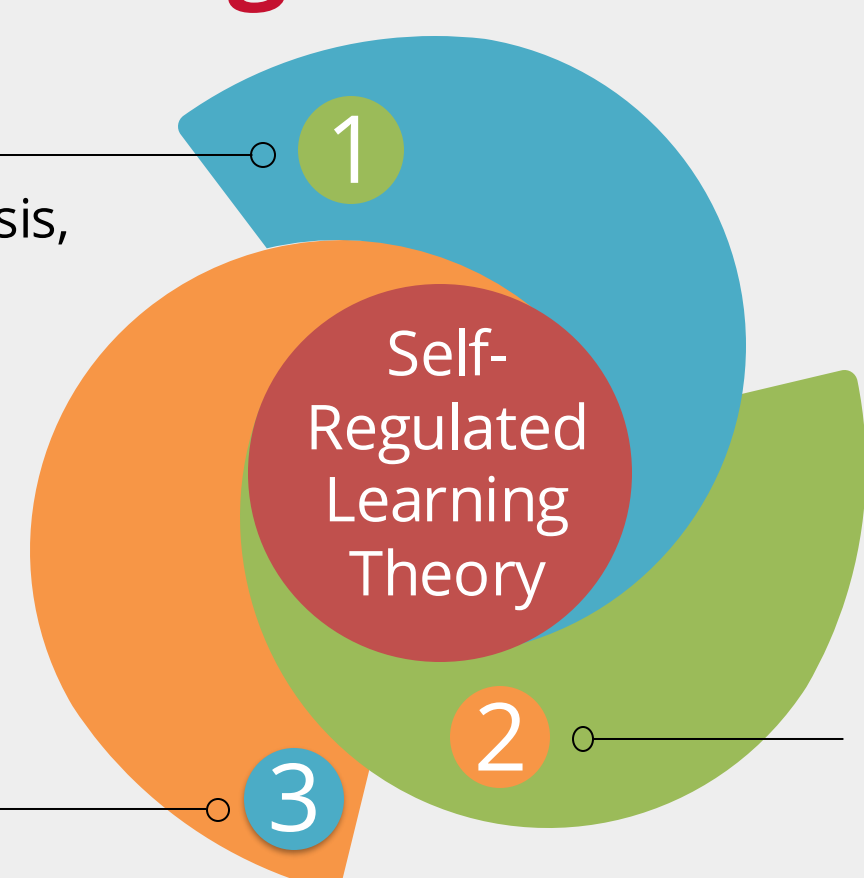 1
sis,
Self-
Regulated
Learning
Theory
2
3